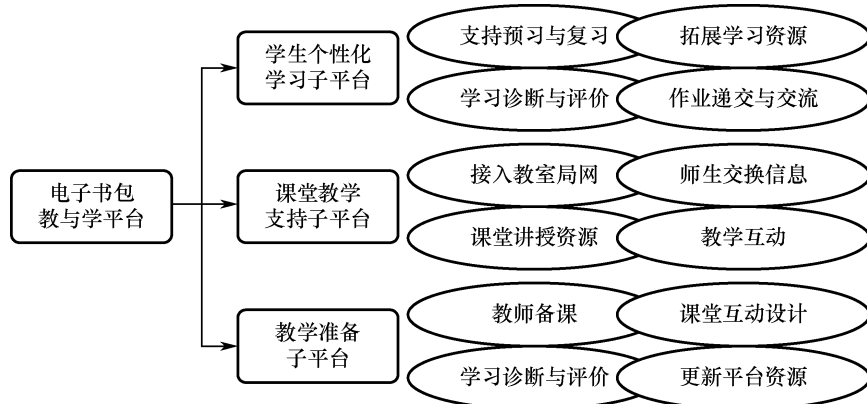 学生个性化
学习子平台
支持预习与复习
拓展学习资源
学习诊断与评价
作业递交与交流
电子书包
教与学平台
课堂教学
支持子平台
接入教室局网
师生交换信息
课堂讲授资源
教学互动
教学准备
子平台
教师备课
课堂互动设计
学习诊断与评价
更新平台资源